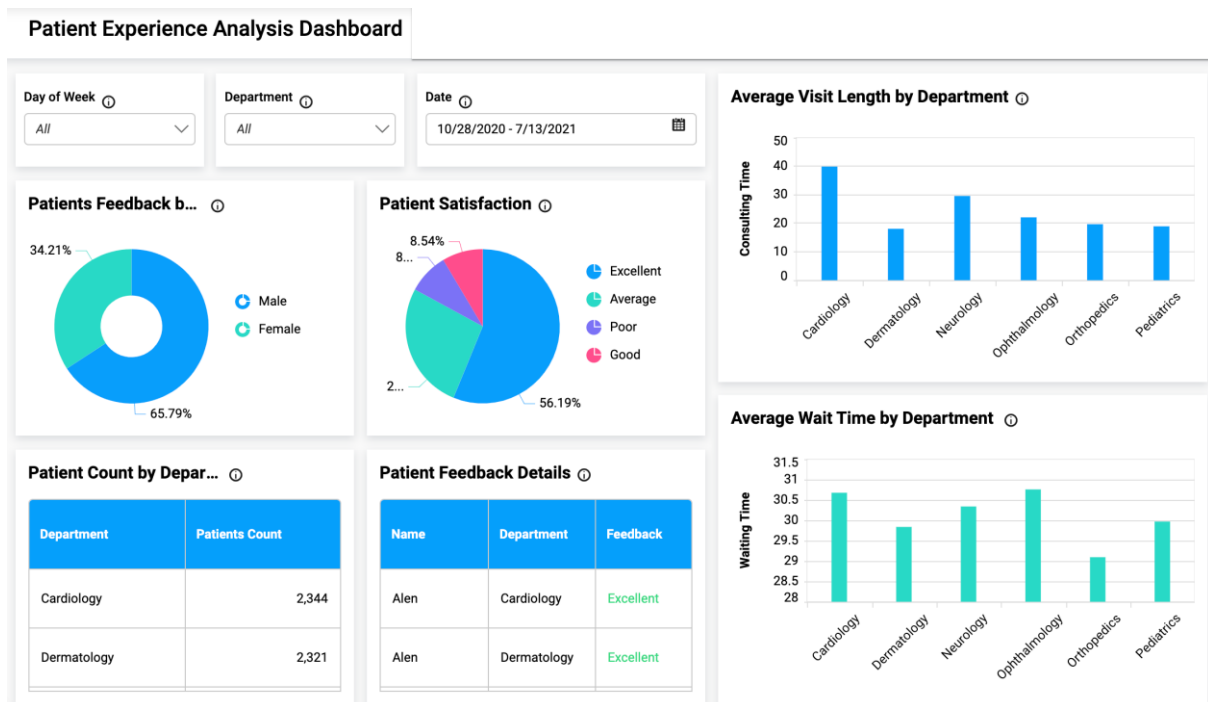 Patient Experience Analysis Dashboard
Day of Week
All
Department
All
Date
10/28/2020 - 7/13/2021
Patients Feedback b...
34.21%
65.79%
Male
Female
Patient Satisfaction
8.54%
8...
2...
56.19%
Excellent
Average
Poor
Good
Patient Count by Depar...
Department Patients Count
Cardiology 2,344
Dermatology 2,321
Patient Feedback Details
Name Department Feedback
Alen Cardiology Excellent
Alen Dermatology Excellent
Average Visit Length by Department
Consulting Time
50
40
30
20
10
0
Cardiology
Dermatology
Neurology
Ophthalmology
Orthopedics
Pediatrics
Average Wait Time by Department
Waiting Time
31.5
31
30.5
30
29.5
29
28.5
28
Cardiology
Dermatology
Neurology
Ophthalmology
Orthopedics
Pediatrics